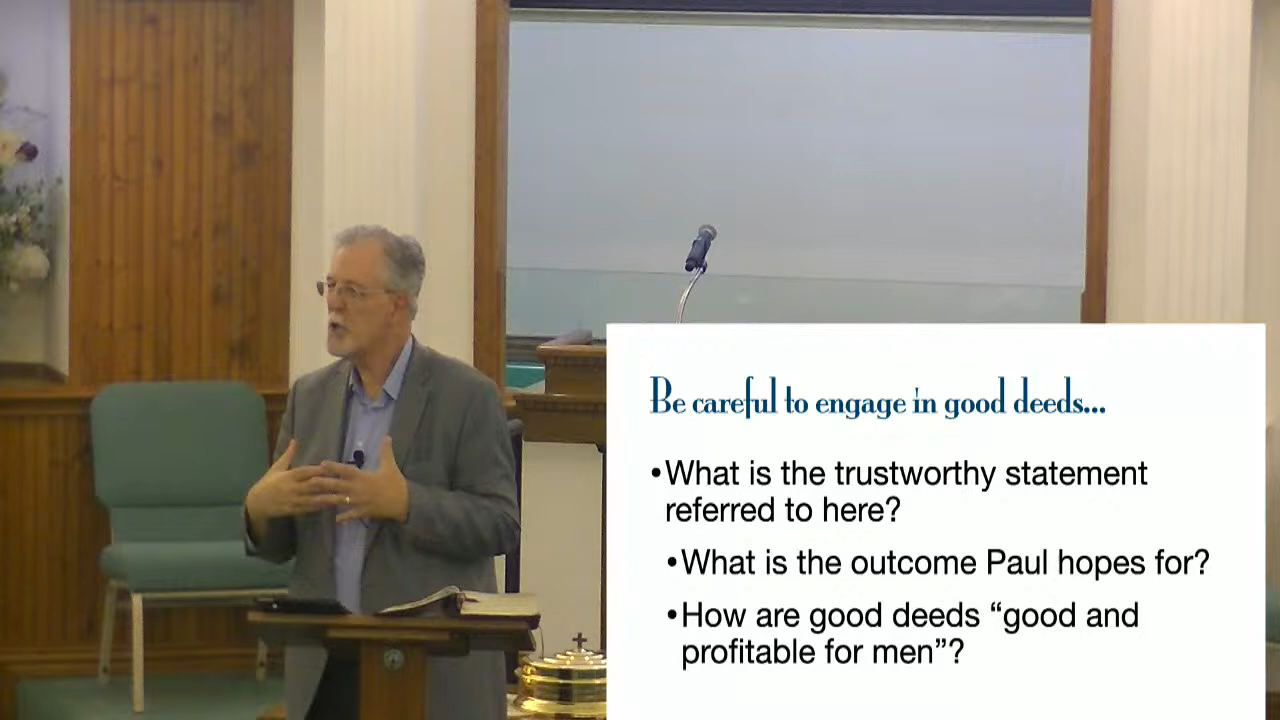 Be careful to engage in good deeds...
•What is the trustworthy statement
referred to here?
•What is the outcome Paul hopes for?
•How are good deeds “good and
profitable for men”?